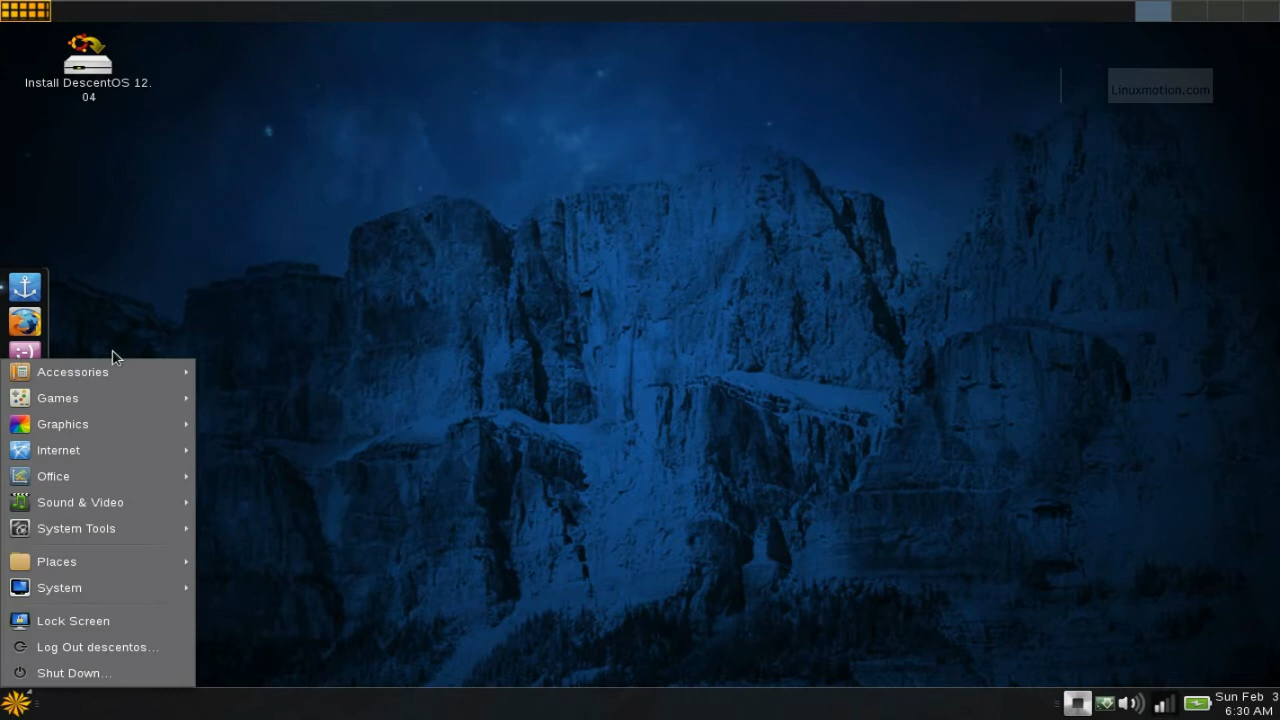 Install DescentOS 12.
04
Linuxmotion.com
:-)
Accessories
Games
Graphics
Internet
Office
Sound & Video
System Tools
Places
System
Lock Screen
Log Out descentos...
Shut Down...
Sun Feb 3
6:30 AM